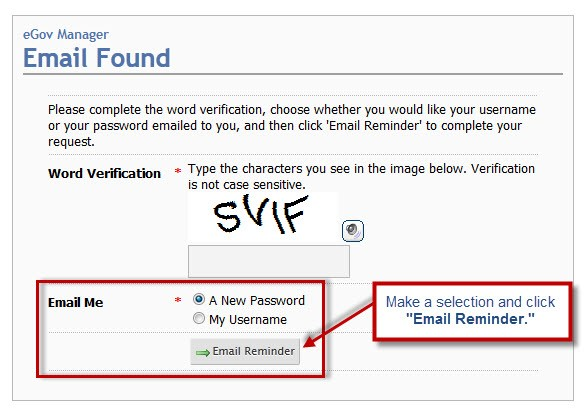 eGov Manager
Email Found
Please complete the word verification, choose whether you would like your username
or your password emailed to you, and then click 'Email Reminder' to complete your
request.
Word Verification * Type the characters you see in the image below. Verification
is not case sensitive.
SVIF
Email Me * A New Password
My Username
Email Reminder
Make a selection and click
"Email Reminder."